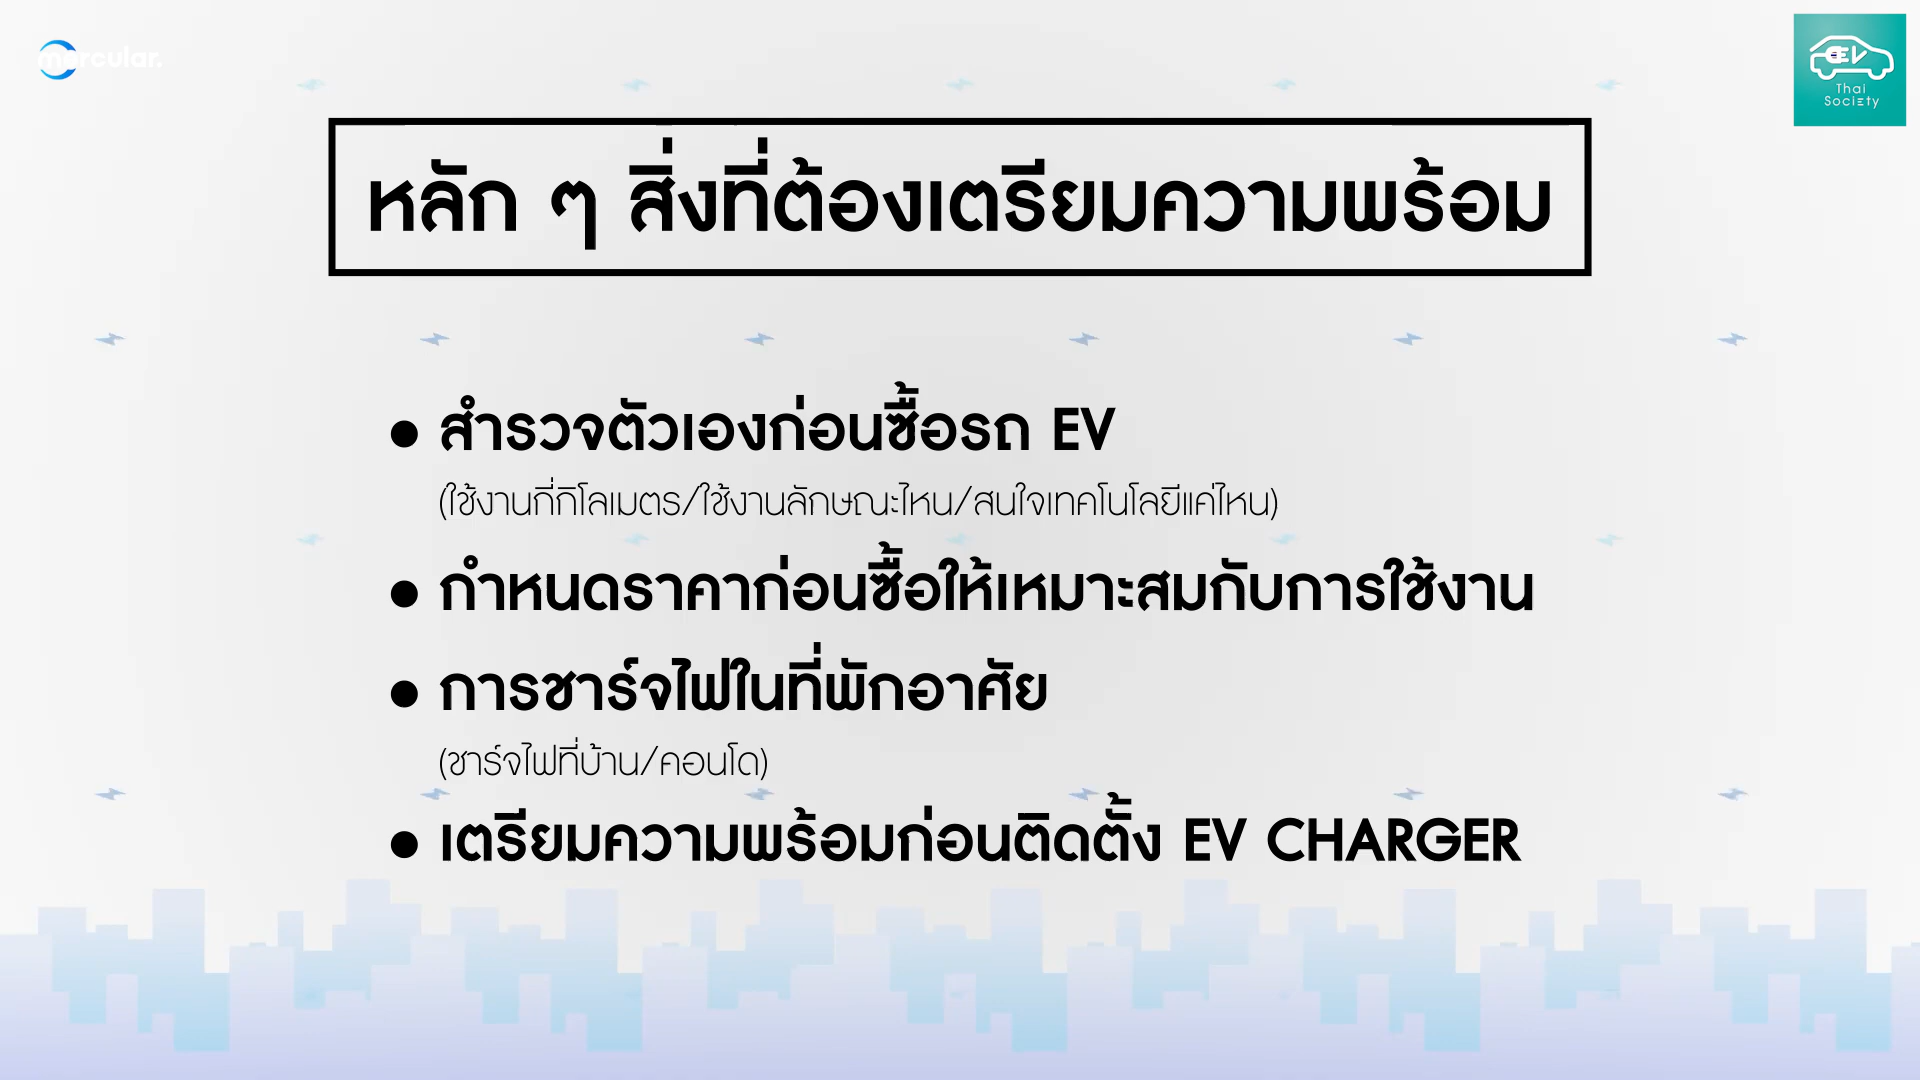 mercular.
EV
Thai
Society
หลัก ๆ สิ่งที่ต้องเตรียมความพร้อม
• สำรวจตัวเองก่อนซื้อรถ EV
(ใช้งานกี่กิโลเมตร/ใช้งานลักษณะไหน/สนใจเทคโนโลยีแค่ไหน)
• กำหนดราคาก่อนซื้อให้เหมาะสมกับการใช้งาน
• การชาร์จไฟในที่พักอาศัย
(ชาร์จไฟที่บ้าน/คอนโด)
• เตรียมความพร้อมก่อนติดตั้ง EV CHARGER